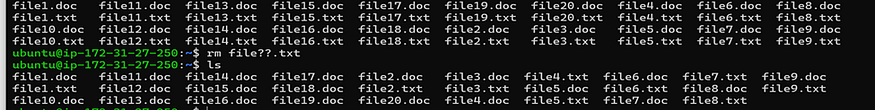 file1.doc file11.doc file13.doc file15.doc file17.doc file19.doc file20.doc file4.doc file6.doc file8.doc
file1.txt file11.txt file13.txt file15.txt file17.txt file19.txt file20.txt file4.txt file6.txt file8.txt
file10.doc file12.doc file14.doc file16.doc file18.doc file2.doc file3.doc file5.doc file7.doc file9.doc
file10.txt file12.txt file14.txt file16.txt file18.txt file2.txt file3.txt file5.txt file7.txt file9.txt
ubuntu@ip-172-31-27-250:~$ rm file??.txt
ubuntu@ip-172-31-27-250:~$ ls
file1.doc file11.doc file14.doc file17.doc file2.doc file3.doc file4.txt file6.doc file7.txt file9.doc
file1.txt file12.doc file15.doc file18.doc file2.txt file3.txt file5.doc file6.txt file8.doc file9.txt
file10.doc file13.doc file16.doc file19.doc file20.doc file4.doc file5.txt file7.doc file8.txt